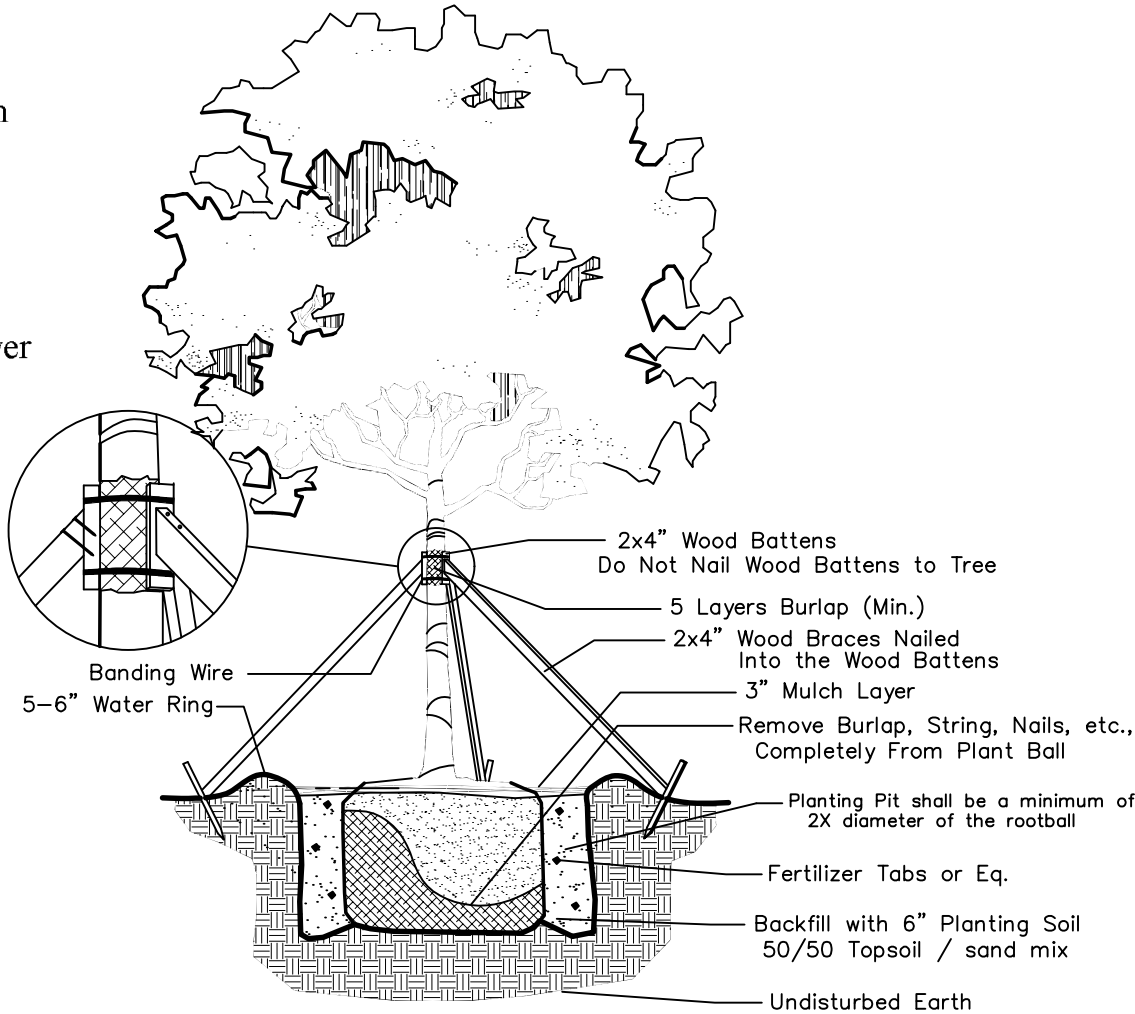 2x4” Wood Battens
Do Not Nail Wood Battens to Tree
5 Layers Burlap (Min.)
2x4” Wood Braces Nailed
Into the Wood Battens
Banding Wire
3” Mulch Layer
5-6” Water Ring
Remove Burlap, String, Nails, etc.,
Completely From Plant Ball
Planting Pit shall be a minimum of
2X diameter of the rootball
Fertilizer Tabs or Eq.
Backfill with 6” Planting Soil
50/50 Topsoil / sand mix
Undisturbed Earth